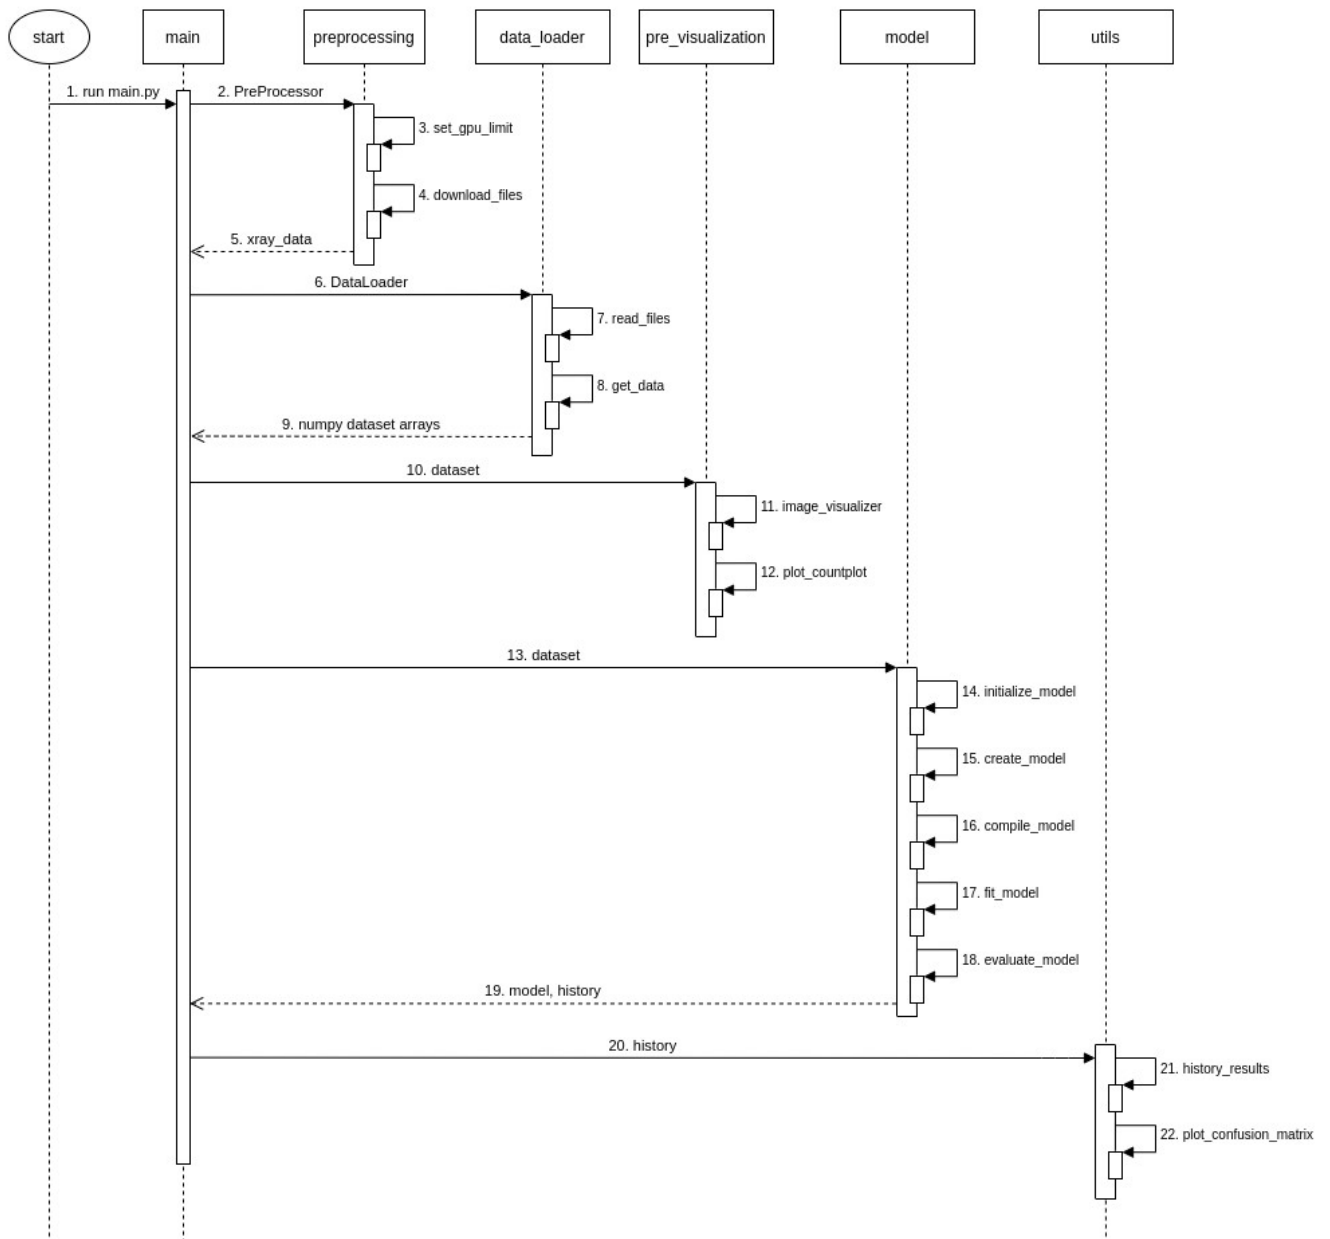 start
main
preprocessing
data_loader
pre_visualization
model
utils
1. run main.py
2. PreProcessor
3. set_gpu_limit
4. download_files
5. xray_data
6. DataLoader
7. read_files
8. get_data
9. numpy dataset arrays
10. dataset
11. image_visualizer
12. plot_countplot
13. dataset
14. initialize_model
15. create_model
16. compile_model
17. fit_model
18. evaluate_model
19. model, history
20. history
21. history_results
22. plot_confusion_matrix